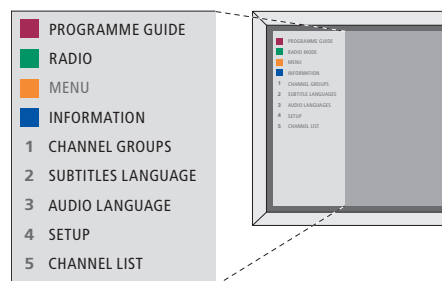 PROGRAMME GUIDE
RADIO
MENU
INFORMATION
1 CHANNEL GROUPS
2 SUBTITLES LANGUAGE
3 AUDIO LANGUAGE
4 SETUP
5 CHANNEL LIST
PROGRAMME GUIDE
RADIO MODE
MENU
INFORMATION
1 CHANNEL GROUPS
2 SUBTITLE LANGUAGES
3 AUDIO LANGUAGES
4 SETUP
5 CHANNEL LIST